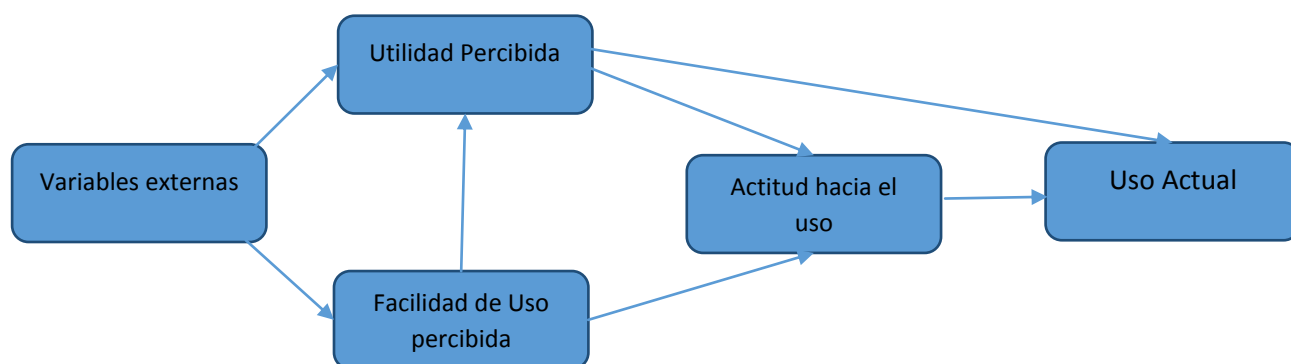 Utilidad Percibida
Variables externas
Actitud hacia el
uso
Uso Actual
Facilidad de Uso
percibida